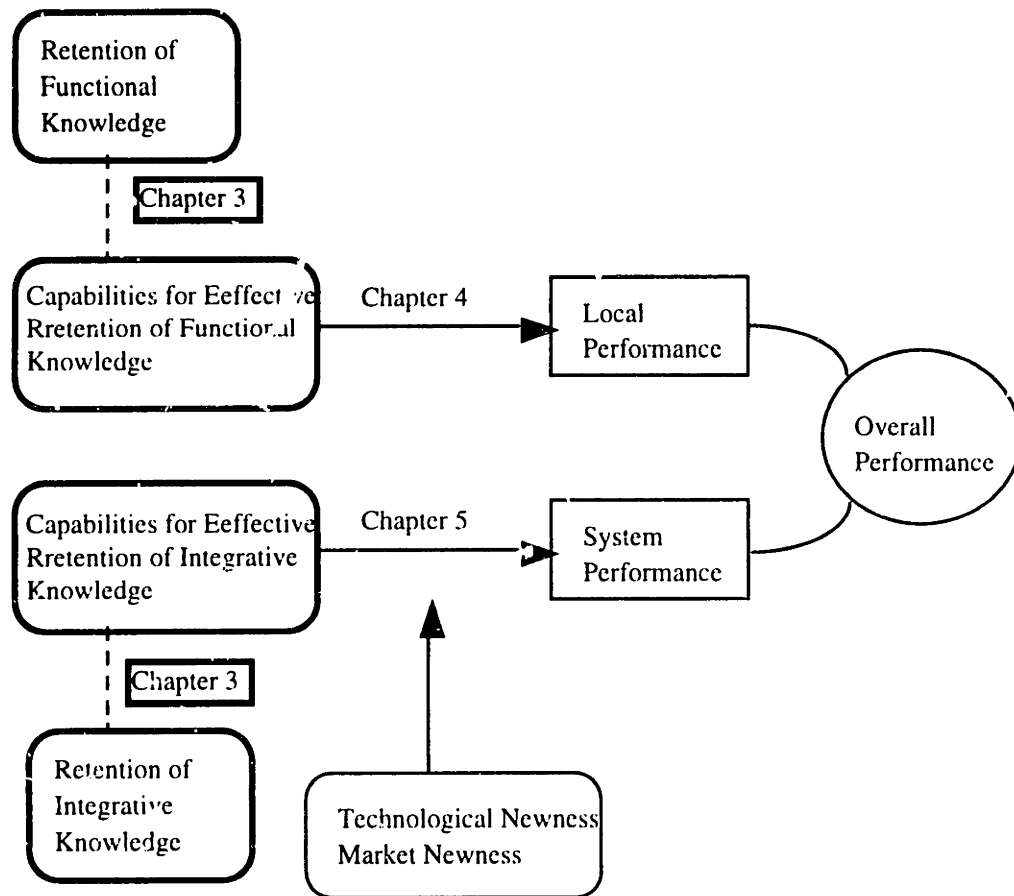 Retention of
Functional
Knowledge
Chapter 3
Capabilities for Eeffective
Rretention of Functional
Knowledge
Chapter 4
Local
Performance
Overall
Performance
Capabilities for Eeffective
Rretention of Integrative
Knowledge
Chapter 5
System
Performance
Chapter 3
Retention of
Integrative
Knowledge
Technological Newness
Market Newness